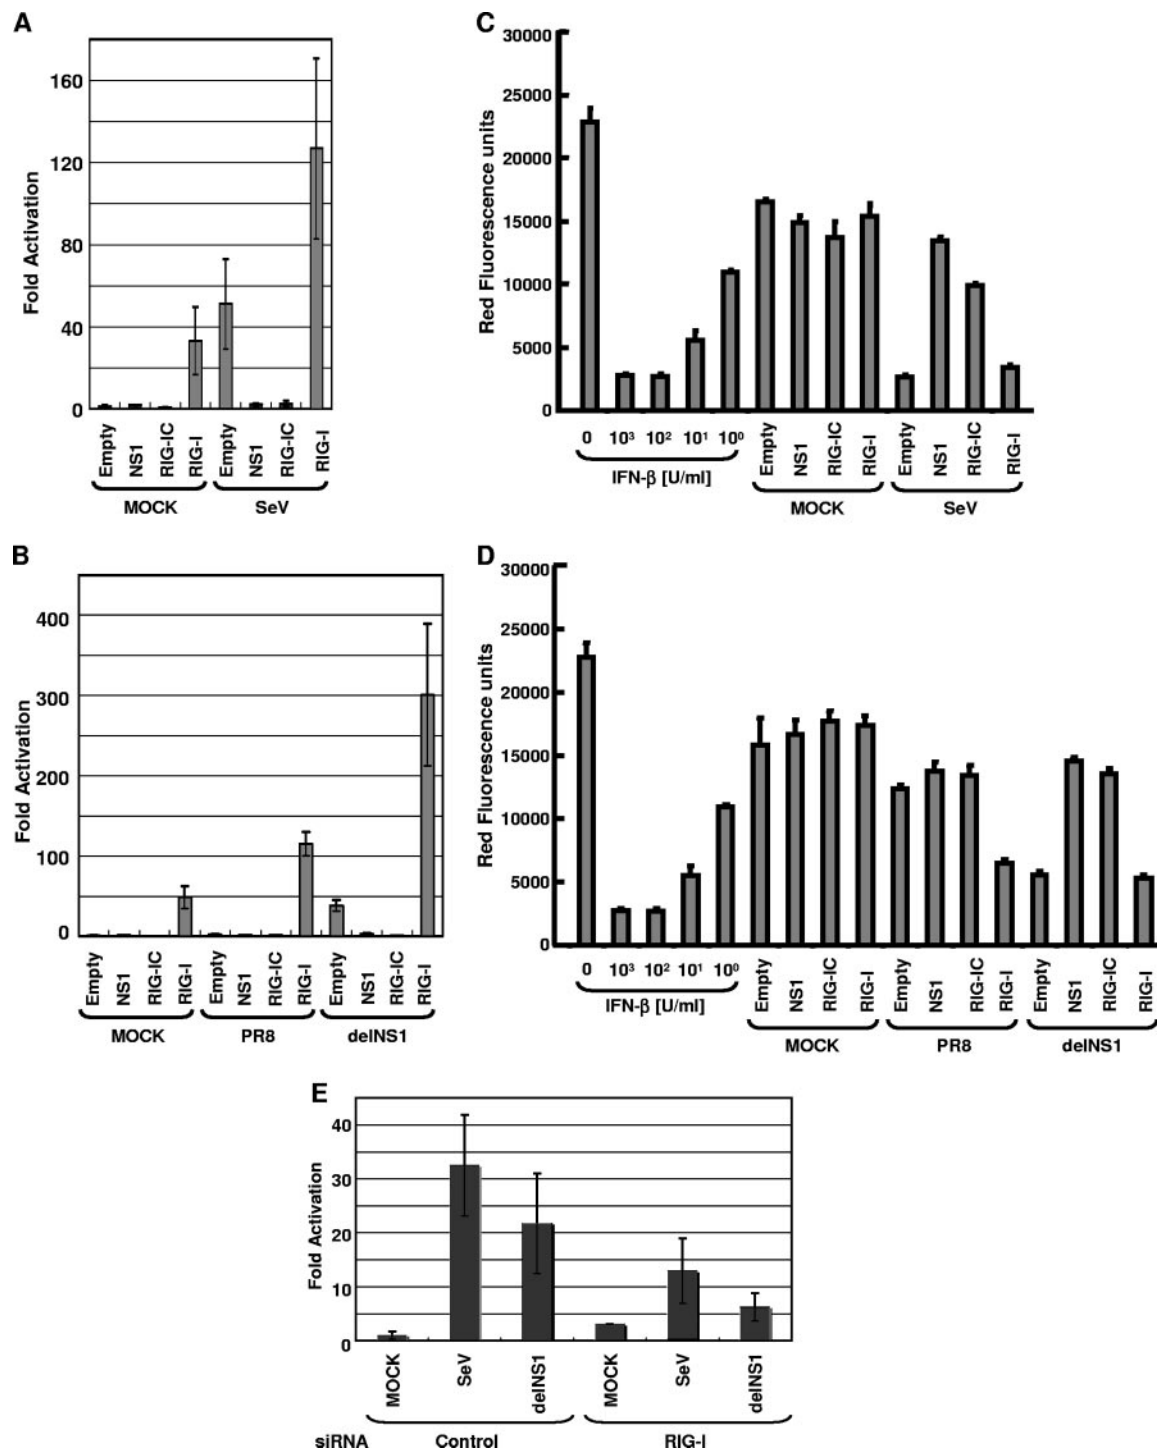 A
Fold Activation
160
120
80
40
0
Empty NS1 RIG-IC RIG-I Empty NS1 RIG-IC RIG-I
MOCK SeV
C
Red Fluorescence units
30000
25000
20000
15000
10000
5000
0
0 10³ 10² 10¹ 10⁰ Empty NS1 RIG-IC RIG-I Empty NS1 RIG-IC RIG-I
IFN-β [U/ml] MOCK SeV
B
Fold Activation
400
300
200
100
0
Empty NS1 RIG-IC RIG-I Empty NS1 RIG-IC RIG-I Empty NS1 RIG-IC RIG-I
MOCK PR8 delNS1
D
Red Fluorescence units
30000
25000
20000
15000
10000
5000
0
0 10³ 10² 10¹ 10⁰ Empty NS1 RIG-IC RIG-I Empty NS1 RIG-IC RIG-I Empty NS1 RIG-IC RIG-I
IFN-β [U/ml] MOCK PR8 delNS1
E
Fold Activation
40
30
20
10
0
MOCK SeV delNS1 MOCK SeV delNS1
siRNA Control RIG-I